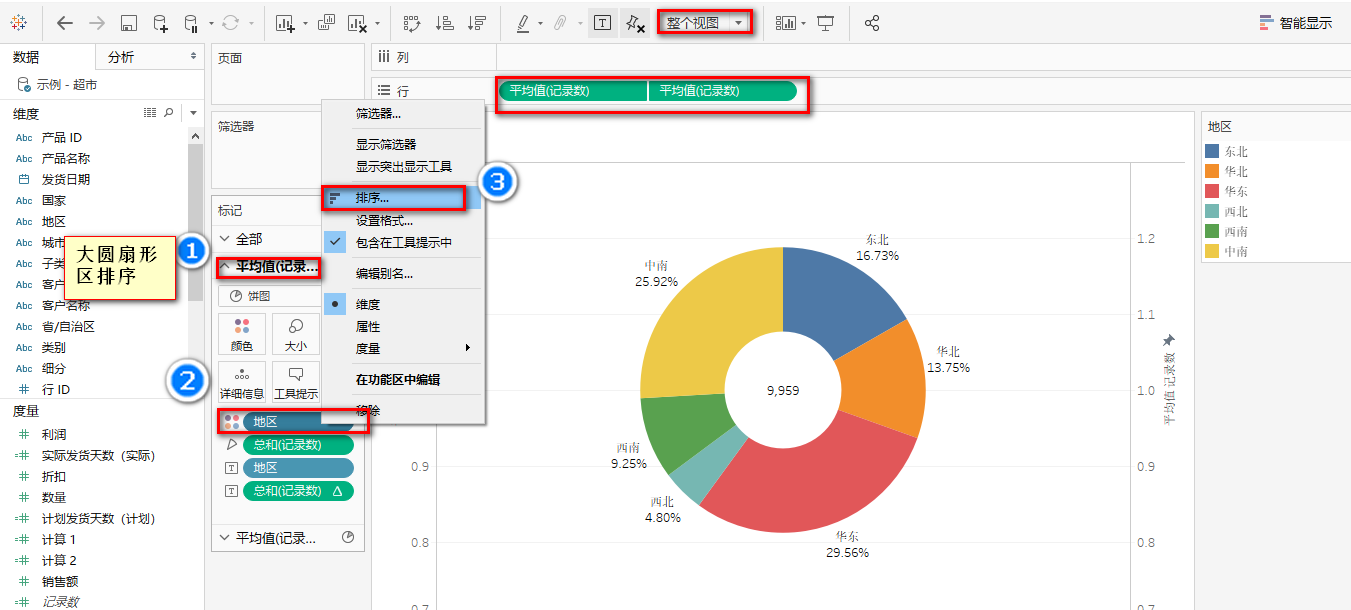 整个视图
智能显示
数据
分析
示例 - 超市
维度
Abc 产品 ID
Abc 产品名称
发货日期
Abc 国家
Abc 地区
Abc 城市
Abc 子类
Abc 客户
Abc 客户名称
Abc 省/自治区
Abc 类别
Abc 细分
行 ID
度量
利润
实际发货天数（实际）
折扣
数量
计划发货天数（计划）
计算 1
计算 2
销售额
记录数
大圆扇形
区排序
1
2
3
页面
筛选器
标记
全部
平均值(记录...
饼图
颜色
大小
详细信息
工具提示
地区
总和(记录数)
地区
总和(记录数) Δ
平均值(记录...
筛选器...
显示筛选器
显示突出显示工具
排序...
设置格式...
包含在工具提示中
编辑别名...
维度
属性
度量
在功能区中编辑
移除
列
行
平均值(记录数)
平均值(记录数)
东北
16.73%
华北
13.75%
华东
29.56%
西北
4.80%
西南
9.25%
中南
25.92%
9,959
0.9
0.8
0.7
1.2
1.1
1.0
0.9
0.8
0.7
平均值 记录数
地区
东北
华北
华东
西北
西南
中南